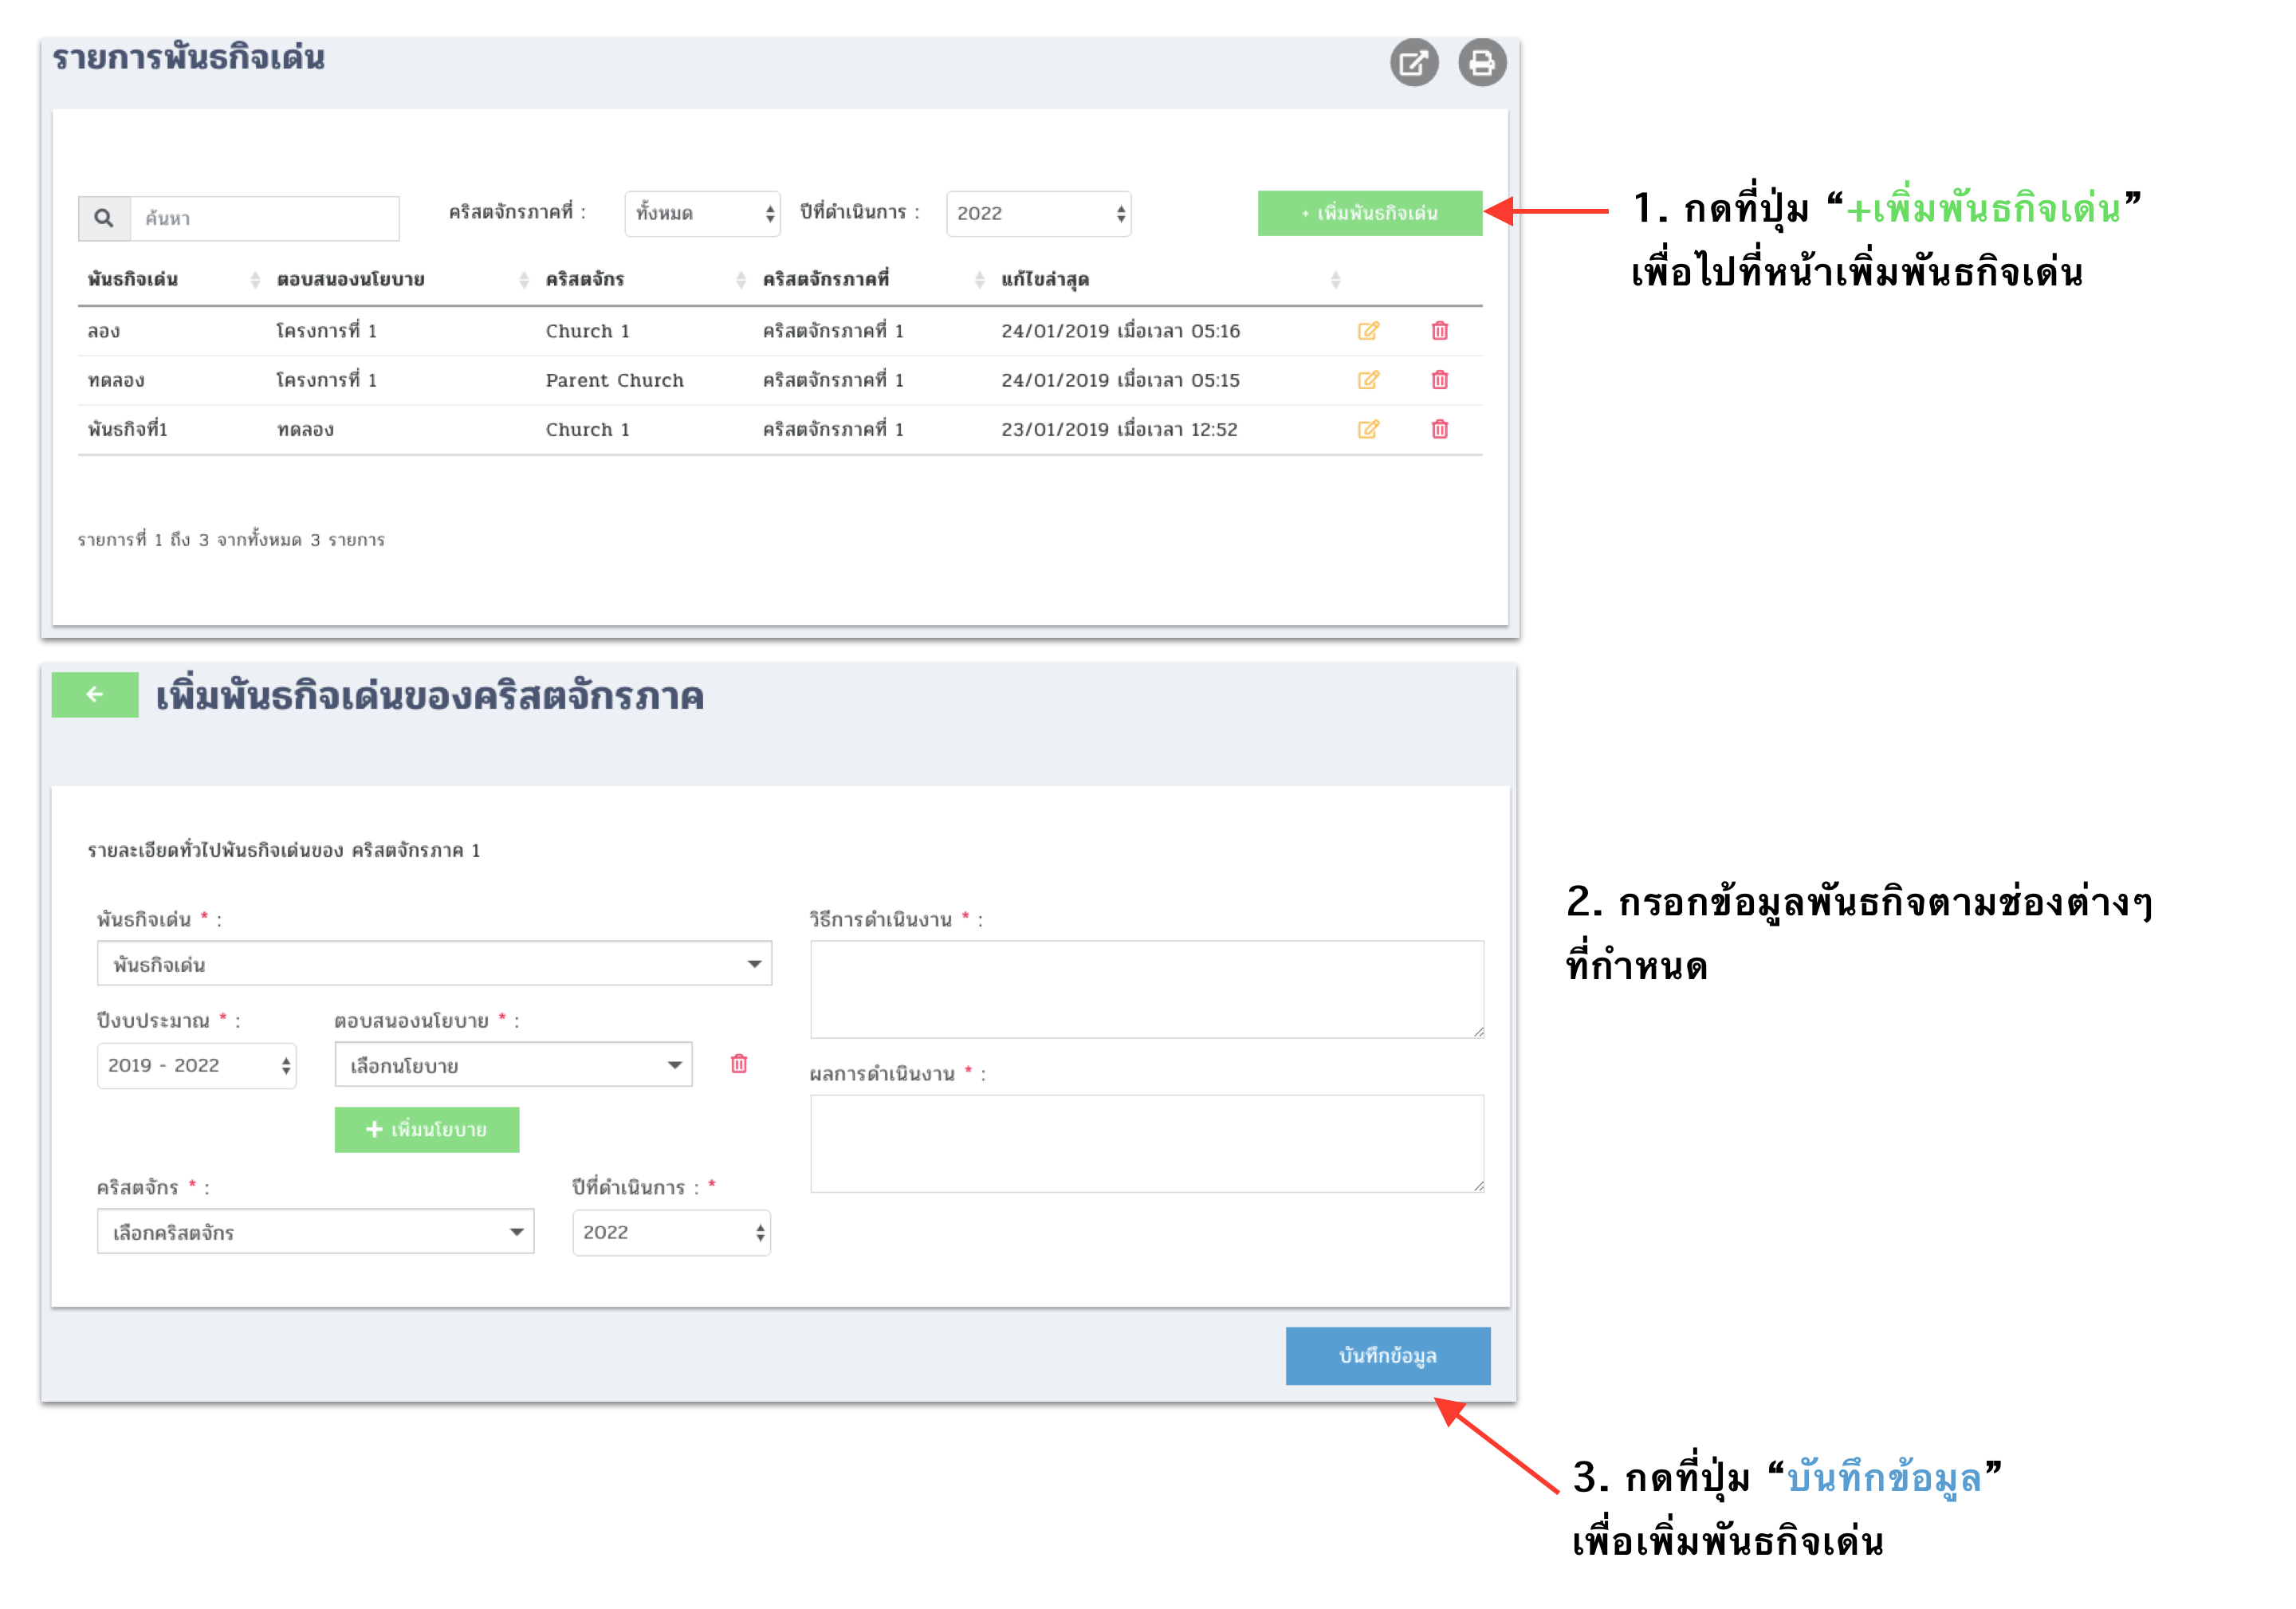 รายการพันธกิจเด่น
ค้นหา
คริสตจักรภาคที่ : ทั้งหมด ปีที่ดำเนินการ : 2022 + เพิ่มพันธกิจเด่น
พันธกิจเด่น ตอบสนองนโยบาย คริสตจักร คริสตจักรภาคที่ แก้ไขล่าสุด
ลอง โครงการที่ 1 Church 1 คริสตจักรภาคที่ 1 24/01/2019 เมื่อเวลา 05:16
ทดลอง โครงการที่ 1 Parent Church คริสตจักรภาคที่ 1 24/01/2019 เมื่อเวลา 05:15
พันธกิจที่1 ทดลอง Church 1 คริสตจักรภาคที่ 1 23/01/2019 เมื่อเวลา 12:52
รายการที่ 1 ถึง 3 จากทั้งหมด 3 รายการ
1. กดที่ปุ่ม “+เพิ่มพันธกิจเด่น”
เพื่อไปที่หน้าเพิ่มพันธกิจเด่น
เพิ่มพันธกิจเด่นของคริสตจักรภาค
รายละเอียดทั่วไปพันธกิจเด่นของ คริสตจักรภาค 1
พันธกิจเด่น * :
พันธกิจเด่น
ปีงบประมาณ * : ตอบสนองนโยบาย * :
2019 - 2022 เลือกนโยบาย
+ เพิ่มนโยบาย
คริสตจักร * : ปีที่ดำเนินการ : *
เลือกคริสตจักร 2022
วิธีการดำเนินงาน * :
ผลการดำเนินงาน * :
บันทึกข้อมูล
2. กรอกข้อมูลพันธกิจตามช่องต่างๆ
ที่กำหนด
3. กดที่ปุ่ม “บันทึกข้อมูล”
เพื่อเพิ่มพันธกิจเด่น